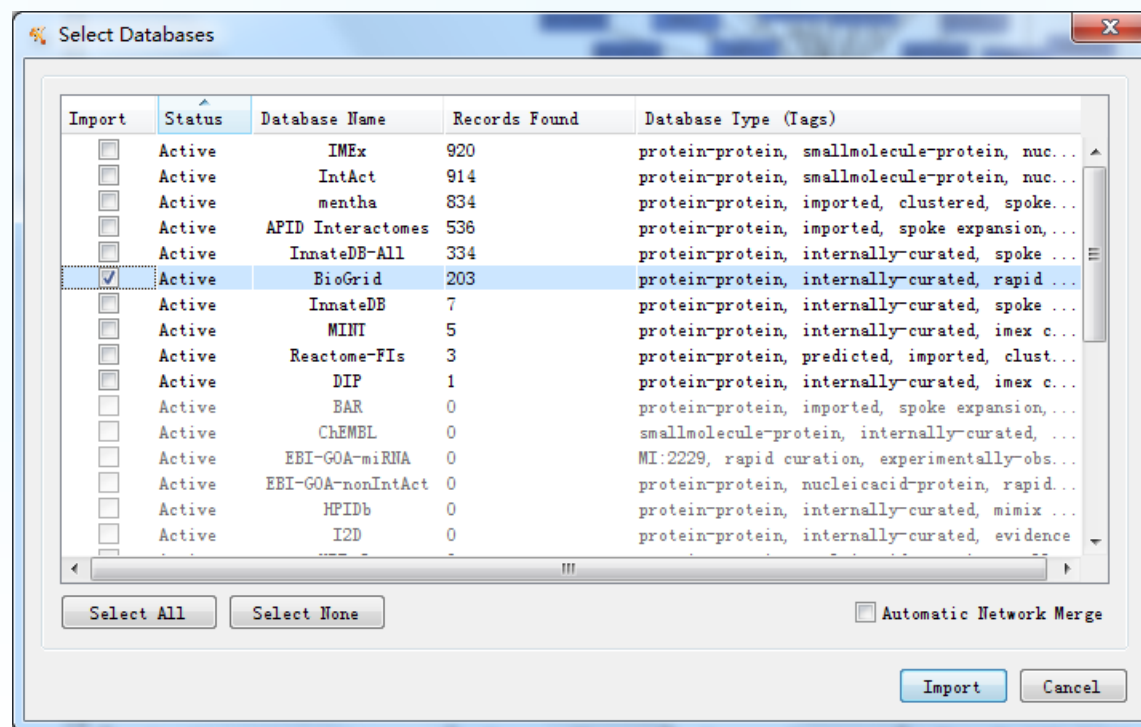 Select Databases
Import Status Database Name Records Found Database Type (Tags)
Active IMEx 920 protein-protein, smallmolecule-protein, nuc...
Active IntAct 914 protein-protein, smallmolecule-protein, nuc...
Active mentha 834 protein-protein, imported, clustered, spoke...
Active APID Interactomes 536 protein-protein, imported, spoke expansion,...
Active InnateDB-All 334 protein-protein, internally-curated, spoke ...
Active BioGrid 203 protein-protein, internally-curated, rapid ...
Active InnateDB 7 protein-protein, internally-curated, spoke ...
Active MINT 5 protein-protein, internally-curated, imex c...
Active Reactome-FIs 3 protein-protein, predicted, imported, clust...
Active DIP 1 protein-protein, internally-curated, imex c...
Active BAR 0 protein-protein, imported, spoke expansion,...
Active ChEMBL 0 smallmolecule-protein, internally-curated, ...
Active EBI-GOA-miRNA 0 MI:2229, rapid curation, experimentally-obs...
Active EBI-GOA-nonIntAct 0 protein-protein, nucleicacid-protein, rapid...
Active HPIDb 0 protein-protein, internally-curated, mimix ...
Active I2D 0 protein-protein, internally-curated, evidence
Select All Select None Automatic Network Merge
Import Cancel